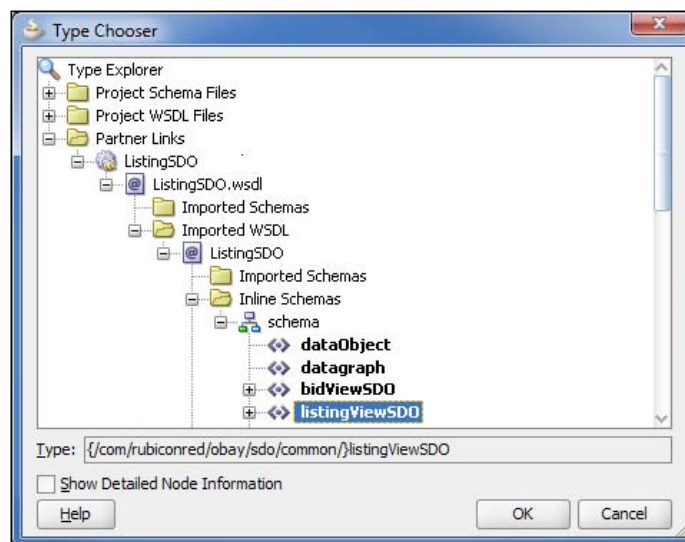 Type Chooser
Type Explorer
Project Schema Files
Project WSDL Files
Partner Links
ListingSDO
ListingSDO.wsdl
Imported Schemas
Imported WSDL
ListingSDO
Imported Schemas
Inline Schemas
schema
dataObject
datagraph
bidViewSDO
listingViewSDO
Type: {/com/rubiconred/obay/sdo/common/}listingViewSDO
Show Detailed Node Information
Help OK Cancel